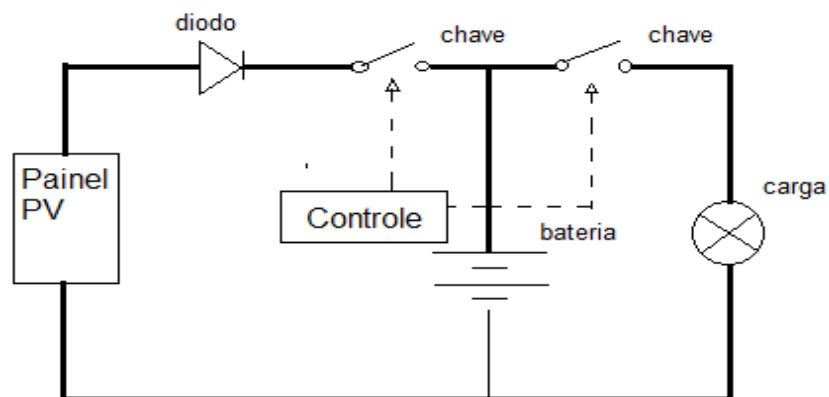 diodo
chave
chave
Painel
PV
Controle
bateria
carga